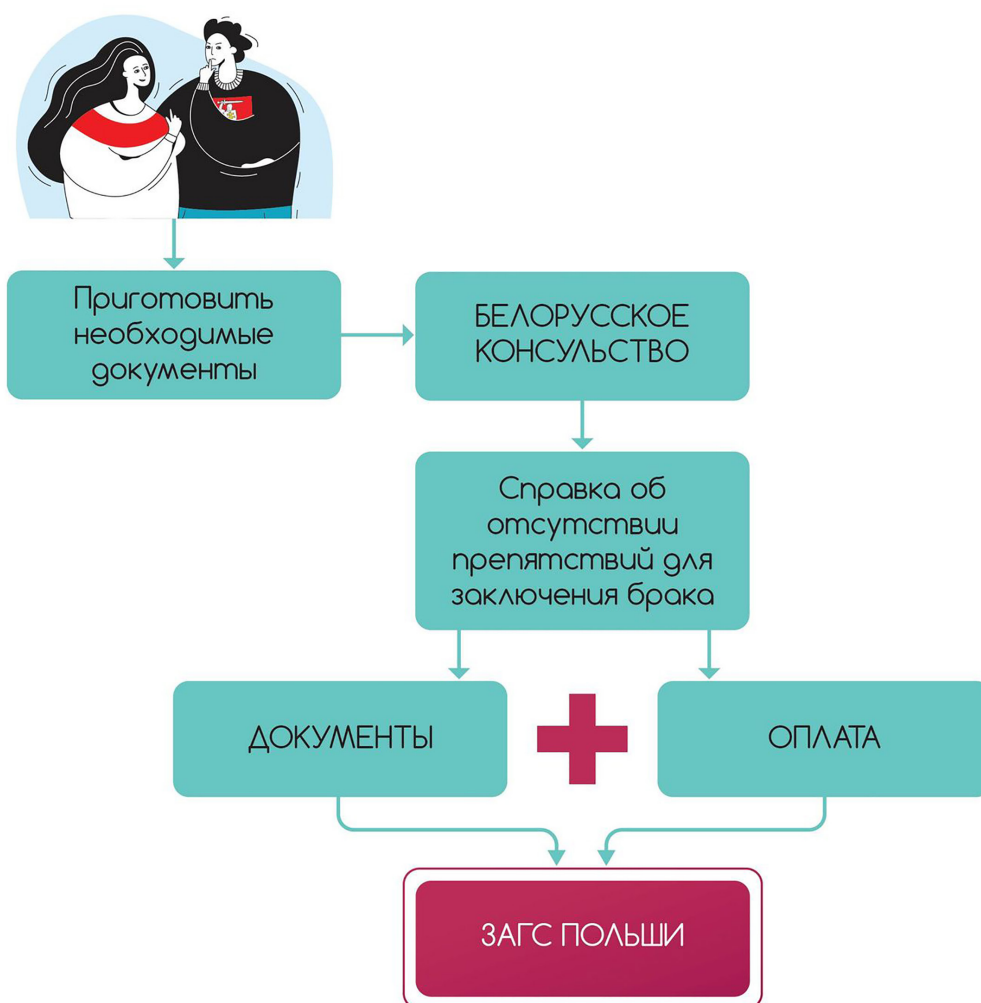 Приготовить
необходимые
документы
БЕЛОРУССКОЕ
КОНСУЛЬСТВО
Справка об
отсутствии
препятствий для
заключения брака
ДОКУМЕНТЫ
ОПЛАТА
ЗАГС ПОЛЬШИ